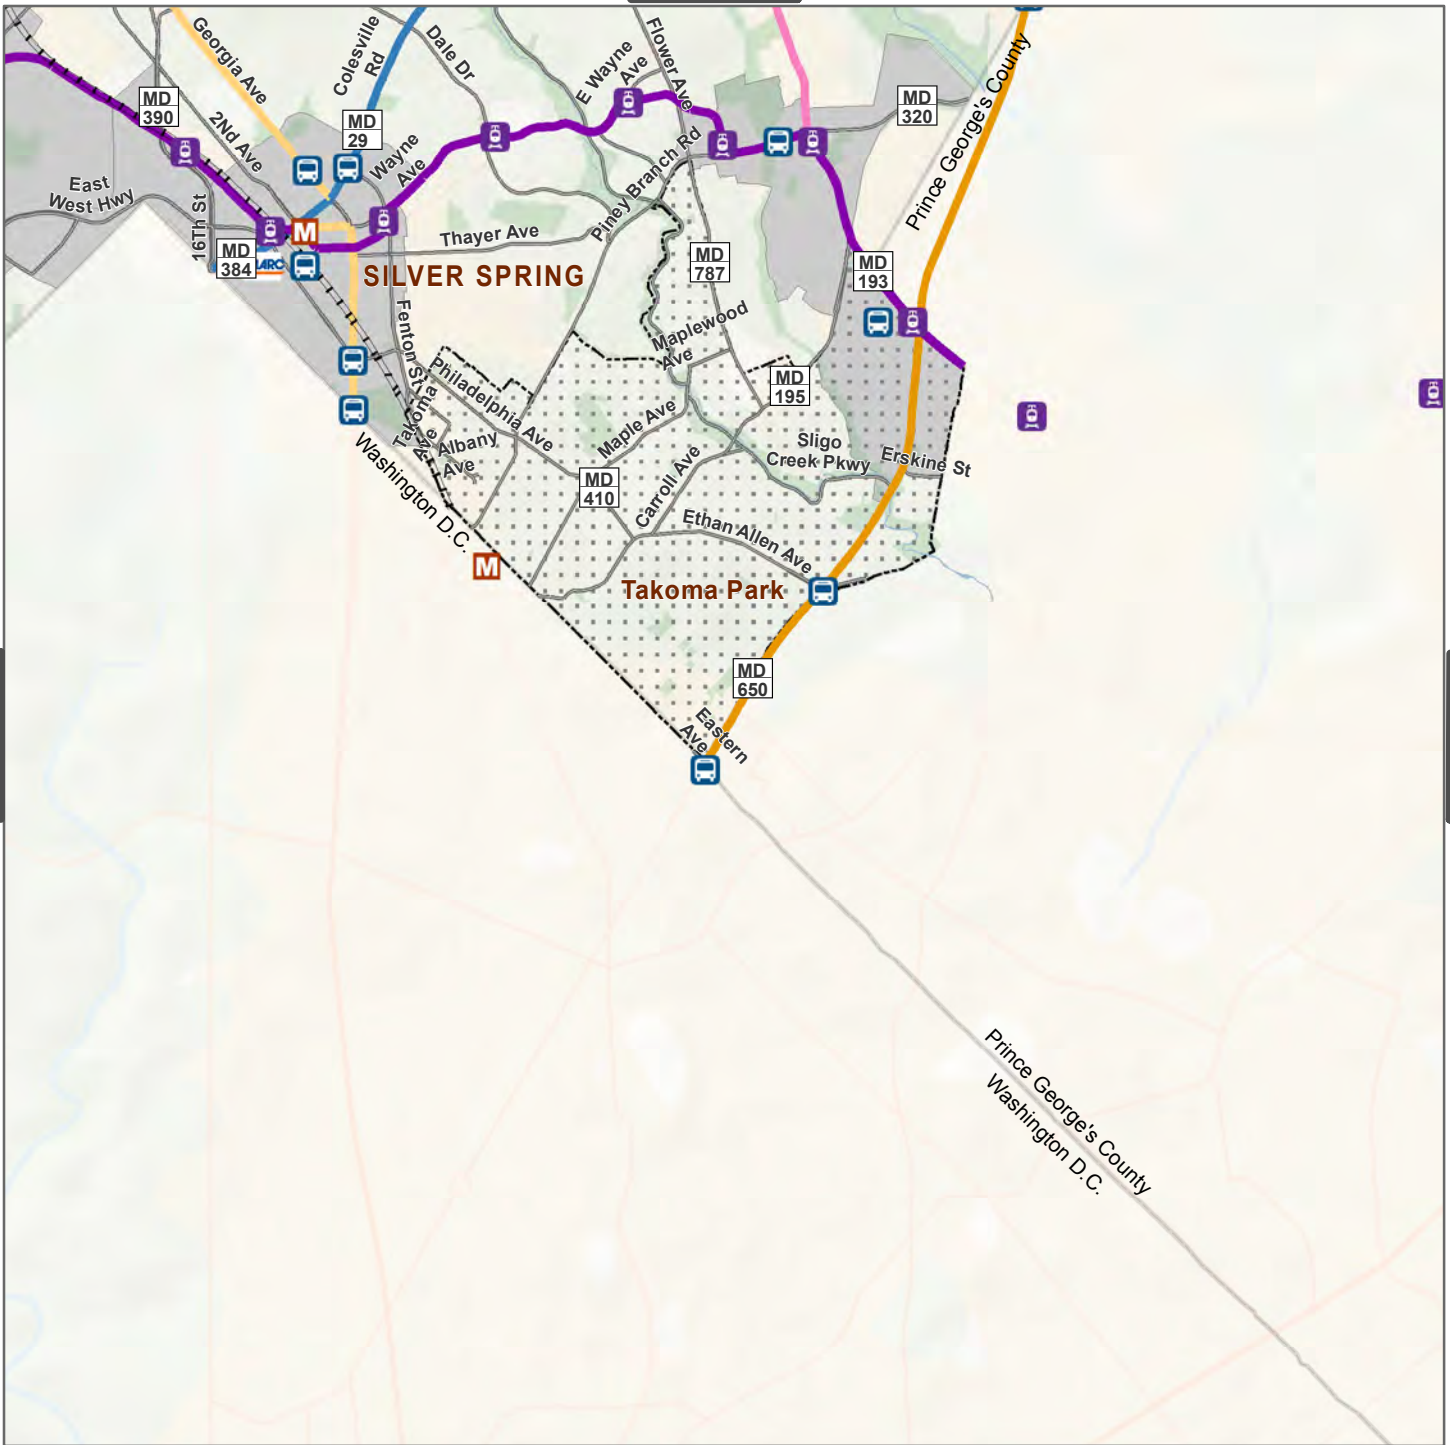 Georgia Ave
Colesville
Rd
Dale Dr
E Wayne
Ave
Flower Ave
Prince George's County
MD
390
2Nd Ave
MD
29
Wayne
Ave
MD
320
Piney Branch Rd
East
West Hwy
16Th St
M
MD
384
ARC
Thayer Ave
SILVER SPRING
MD
787
MD
193
Fenton St
Maplewood
Ave
MD
195
Philadelphia Ave
Takoma
Ave
Albany
Ave
Maple Ave
Carroll Ave
Sligo
Creek Pkwy
Erskine St
MD
410
Washington D.C.
M
Ethan Allen Ave
Takoma Park
MD
650
Eastern
Ave
Prince George's County
Washington D.C.